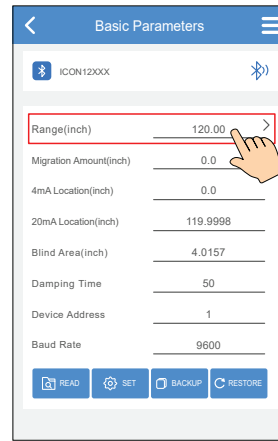 Basic Parameters
ICON12XXX
Range(inch) 120.00
Migration Amount(inch) 0.0
4mA Location(inch) 0.0
20mA Location(inch) 119.9998
Blind Area(inch) 4.0157
Damping Time 50
Device Address 1
Baud Rate 9600
READ SET BACKUP RESTORE